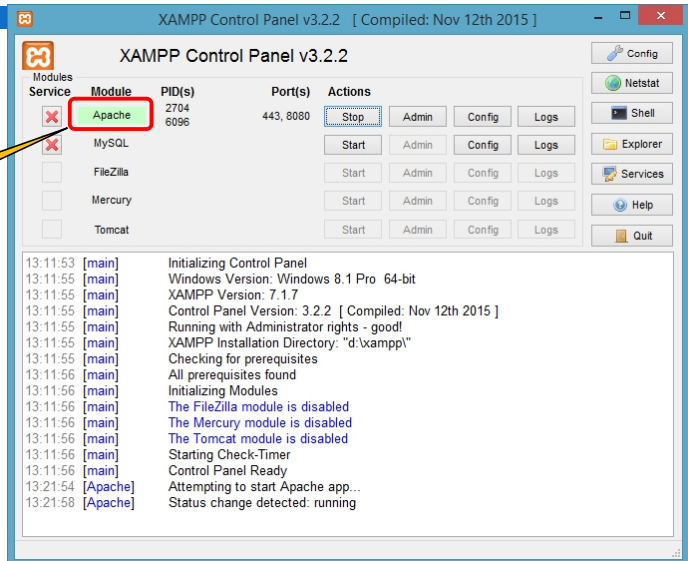 XAMPP Control Panel v3.2.2 [ Compiled: Nov 12th 2015 ]
XAMPP Control Panel v3.2.2
Config
Modules
Service Module PID(s) Port(s) Actions
Netstat
Apache 2704 6096 443, 8080 Stop Admin Config Logs
Shell
MySQL Start Admin Config Logs
Explorer
FileZilla Start Admin Config Logs
Services
Mercury Start Admin Config Logs
Help
Tomcat Start Admin Config Logs
Quit
13:11:53 [main] Initializing Control Panel
13:11:55 [main] Windows Version: Windows 8.1 Pro 64-bit
13:11:55 [main] XAMPP Version: 7.1.7
13:11:55 [main] Control Panel Version: 3.2.2 [ Compiled: Nov 12th 2015 ]
13:11:55 [main] Running with Administrator rights - good!
13:11:55 [main] XAMPP Installation Directory: "d:\xampp\"
13:11:55 [main] Checking for prerequisites
13:11:56 [main] All prerequisites found
13:11:56 [main] Initializing Modules
13:11:56 [main] The FileZilla module is disabled
13:11:56 [main] The Mercury module is disabled
13:11:56 [main] The Tomcat module is disabled
13:11:56 [main] Starting Check-Timer
13:11:56 [main] Control Panel Ready
13:21:54 [Apache] Attempting to start Apache app...
13:21:58 [Apache] Status change detected: running